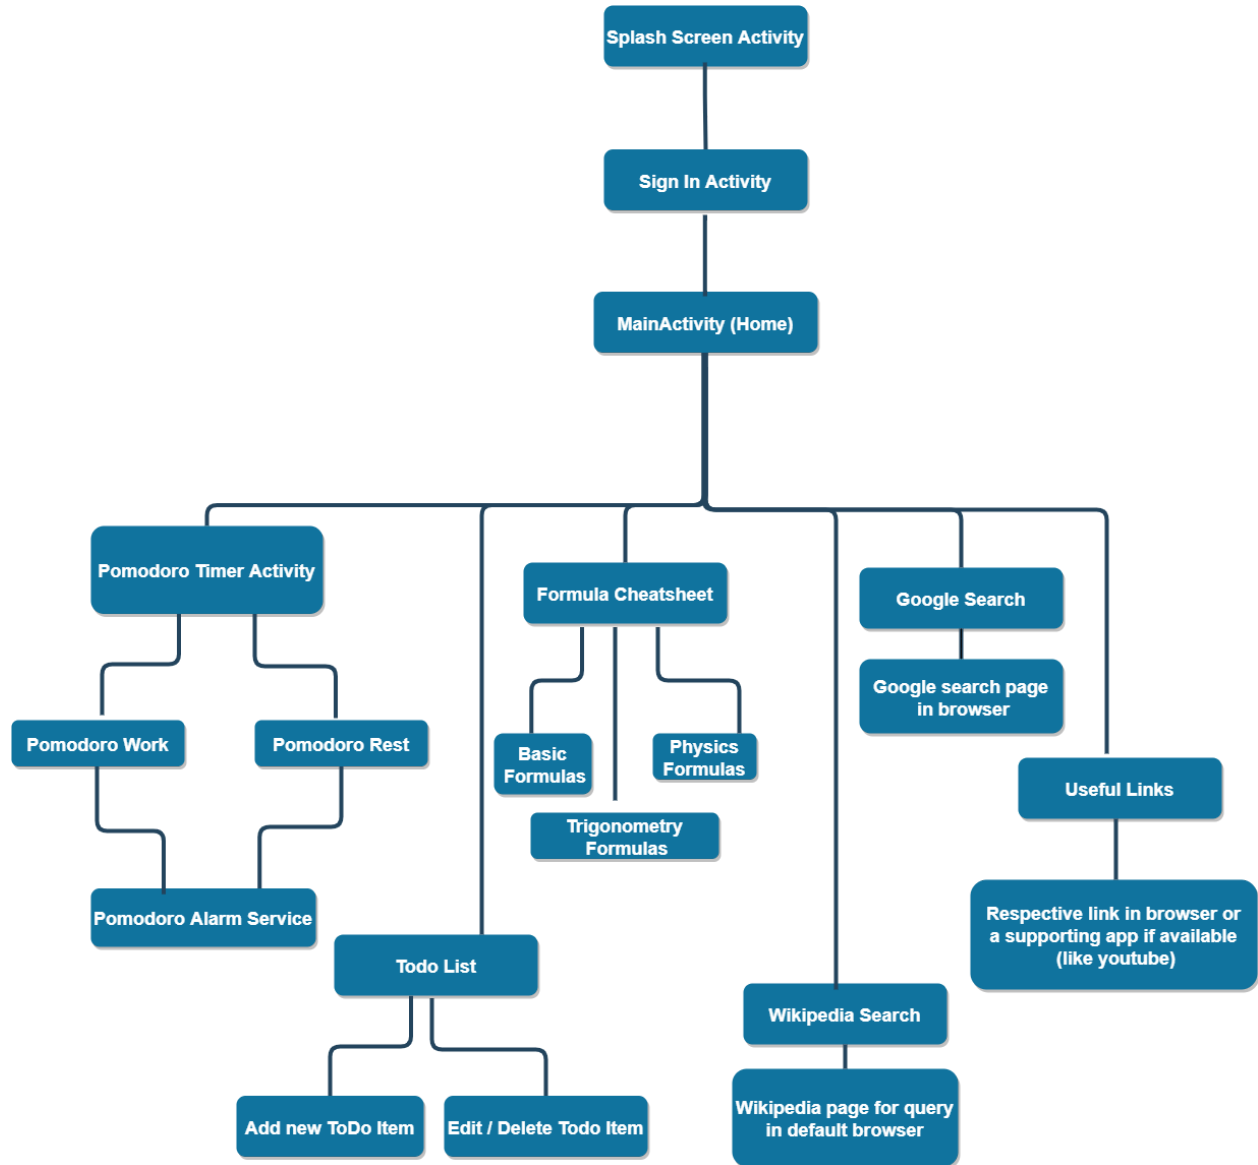 Splash Screen Activity
Sign In Activity
MainActivity (Home)
Pomodoro Timer Activity
Formula Cheatsheet
Google Search
Google search page
in browser
Pomodoro Work
Pomodoro Rest
Basic
Formulas
Physics
Formulas
Useful Links
Trigonometry
Formulas
Pomodoro Alarm Service
Respective link in browser or
a supporting app if available
(like youtube)
Todo List
Wikipedia Search
Add new ToDo Item
Edit / Delete Todo Item
Wikipedia page for query
in default browser